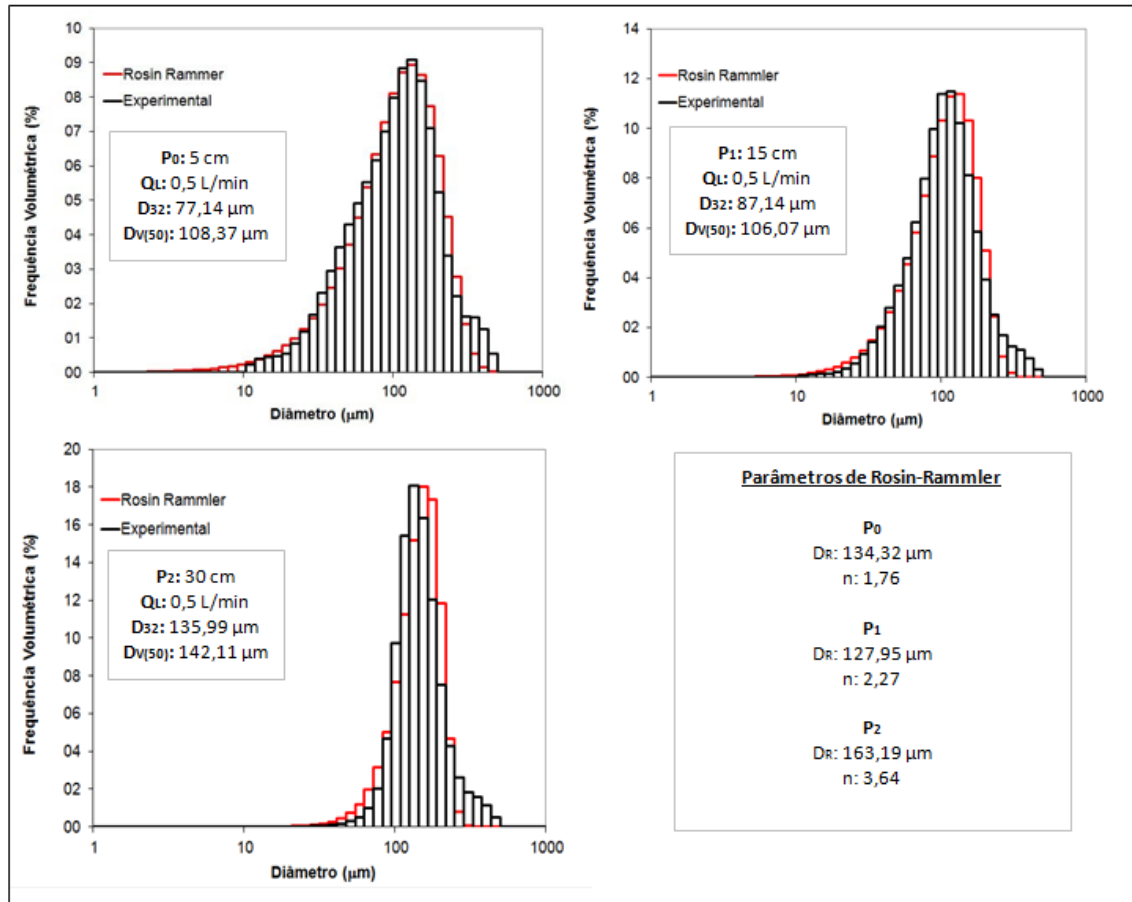 10
09
08
07
06
05
04
03
02
01
00
Frequência Volumétrica (%)
Rosin Rammer
Experimental
P0: 5 cm
QL: 0,5 L/min
D32: 77,14 μm
DV(50): 108,37 μm
1 10 100 1000
Diâmetro (μm)
14
12
10
08
06
04
02
00
Frequência Volumétrica (%)
Rosin Rammler
Experimental
P1: 15 cm
QL: 0,5 L/min
D32: 87,14 μm
DV(50): 106,07 μm
1 10 100 1000
Diâmetro (μm)
20
18
16
14
12
10
08
06
04
02
00
Frequência Volumétrica (%)
Rosin Rammler
Experimental
P2: 30 cm
QL: 0,5 L/min
D32: 135,99 μm
DV(50): 142,11 μm
1 10 100 1000
Diâmetro (μm)
Parâmetros de Rosin-Rammler
P0
DR: 134,32 μm
n: 1,76
P1
DR: 127,95 μm
n: 2,27
P2
DR: 163,19 μm
n: 3,64